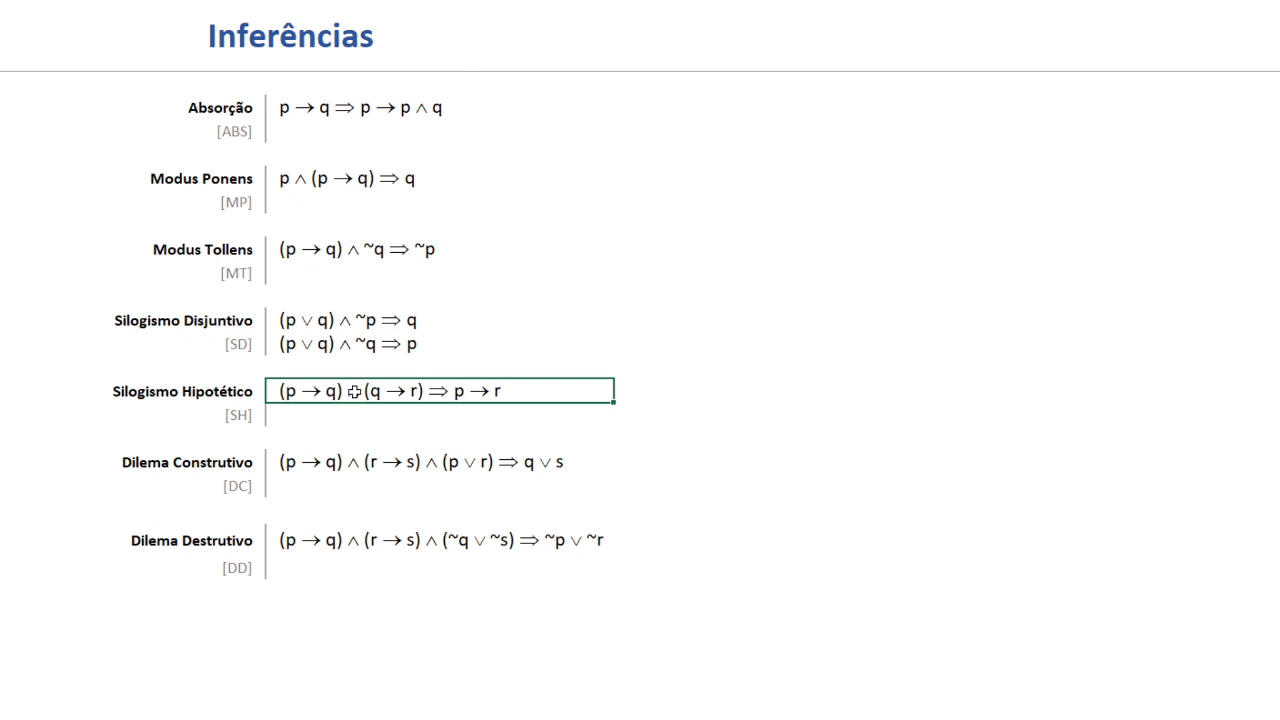 Inferências
Absorção
p → q ⟹ p → p ∧ q
[ABS]
Modus Ponens
p ∧ (p → q) ⟹ q
[MP]
Modus Tollens
(p → q) ∧ ~q ⟹ ~p
[MT]
Silogismo Disjuntivo
(p ∨ q) ∧ ~p ⟹ q
[SD]
(p ∨ q) ∧ ~q ⟹ p
Silogismo Hipotético
(p → q) (q → r) ⟹ p → r
[SH]
Dilema Construtivo
(p → q) ∧ (r → s) ∧ (p ∨ r) ⟹ q ∨ s
[DC]
Dilema Destrutivo
(p → q) ∧ (r → s) ∧ (~q ∨ ~s) ⟹ ~p ∨ ~r
[DD]